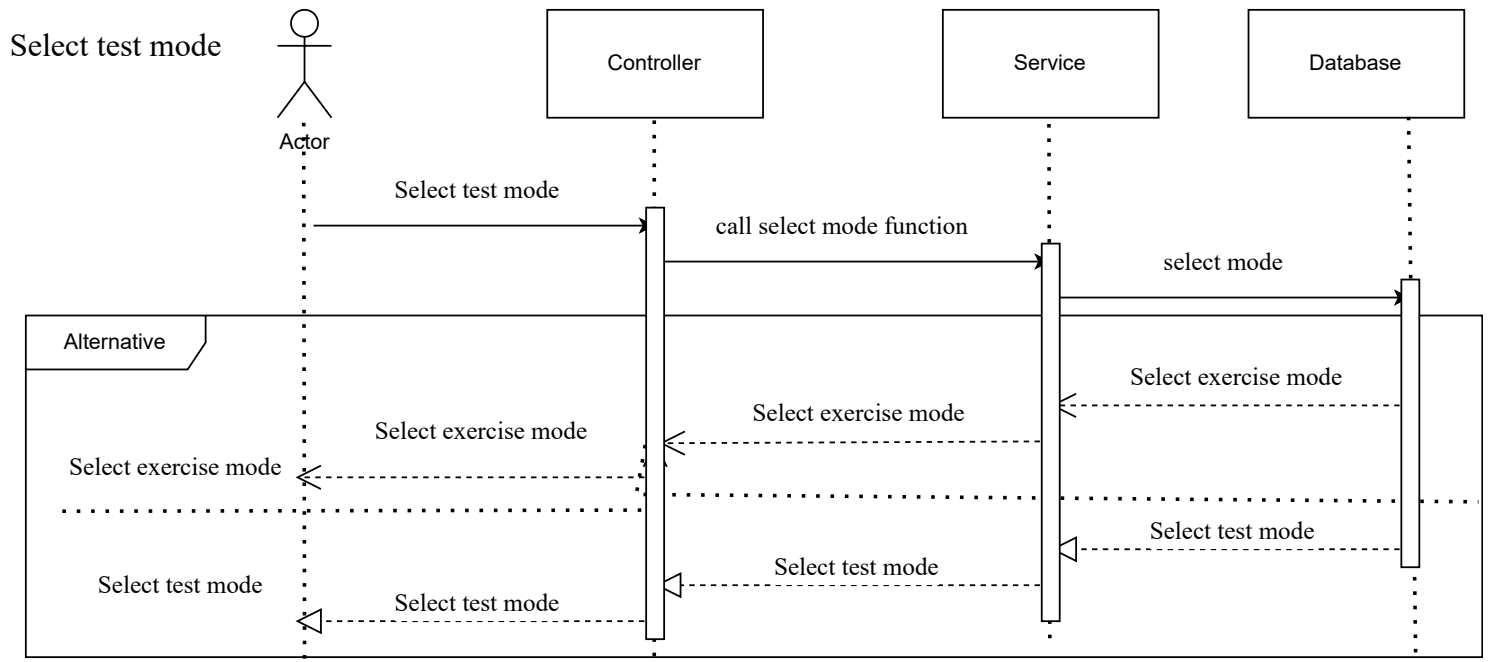 Select test mode
Controller
Service
Database
Actor
Select test mode
call select mode function
select mode
Alternative
Select exercise mode
Select exercise mode
Select exercise mode
Select exercise mode
Select test mode
Select test mode
Select test mode
Select test mode